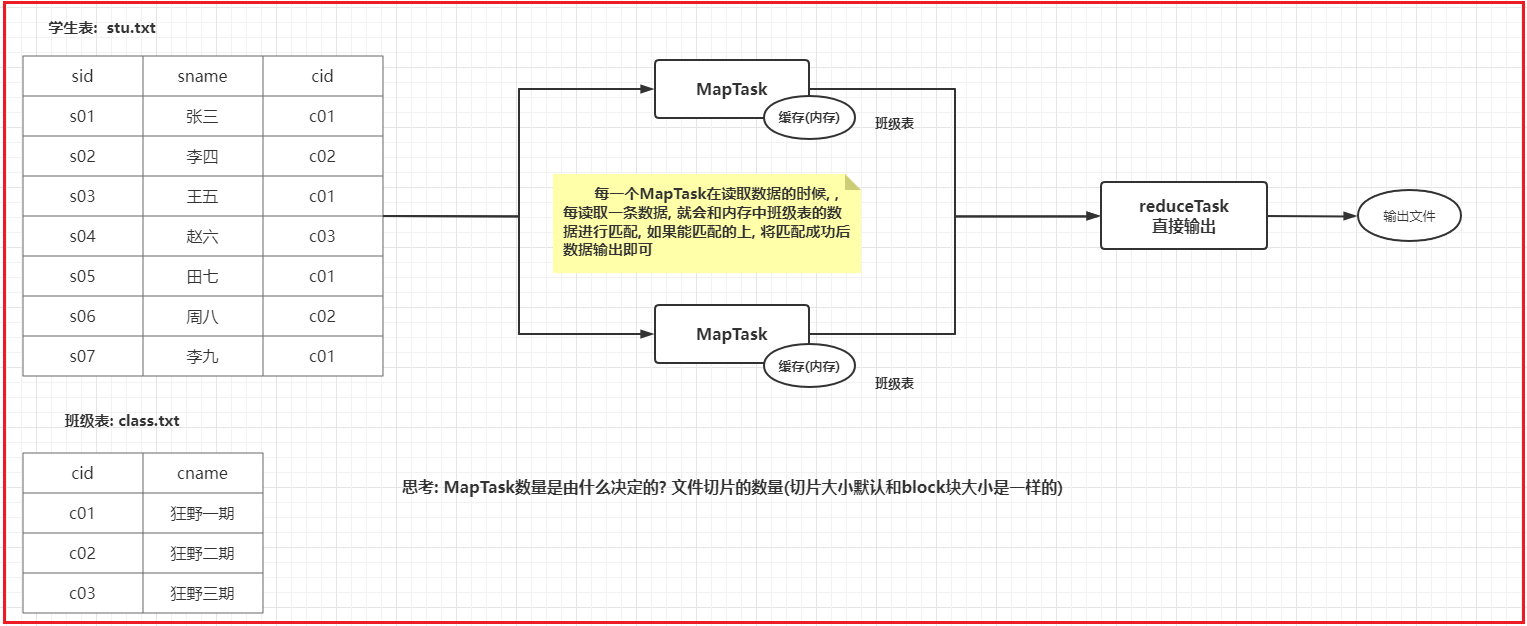 学生表: stu.txt
sid sname cid
s01 张三 c01
s02 李四 c02
s03 王五 c01
s04 赵六 c03
s05 田七 c01
s06 周八 c02
s07 李九 c01
班级表: class.txt
cid cname
c01 狂野一期
c02 狂野二期
c03 狂野三期
MapTask
缓存(内存)
班级表
每一个MapTask在读取数据的时候, ,
每读取一条数据, 就会和内存中班级表的数
据进行匹配, 如果能匹配的上, 将匹配成功后
数据输出即可
MapTask
缓存(内存)
班级表
reduceTask
直接输出
输出文件
思考: MapTask数量是由什么决定的? 文件切片的数量(切片大小默认和block块大小是一样的)